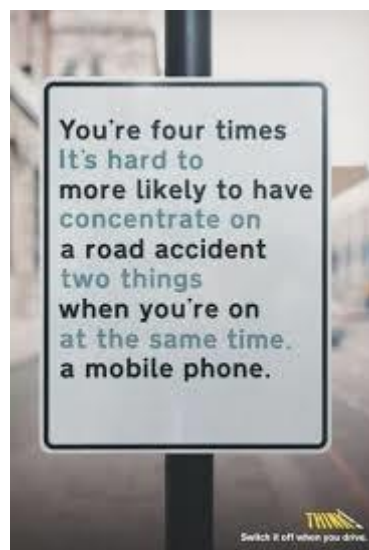 You're four times
It's hard to
more likely to have
concentrate on
a road accident
two things
when you're on
at the same time.
a mobile phone.
THINK!
Switch it off when you drive.